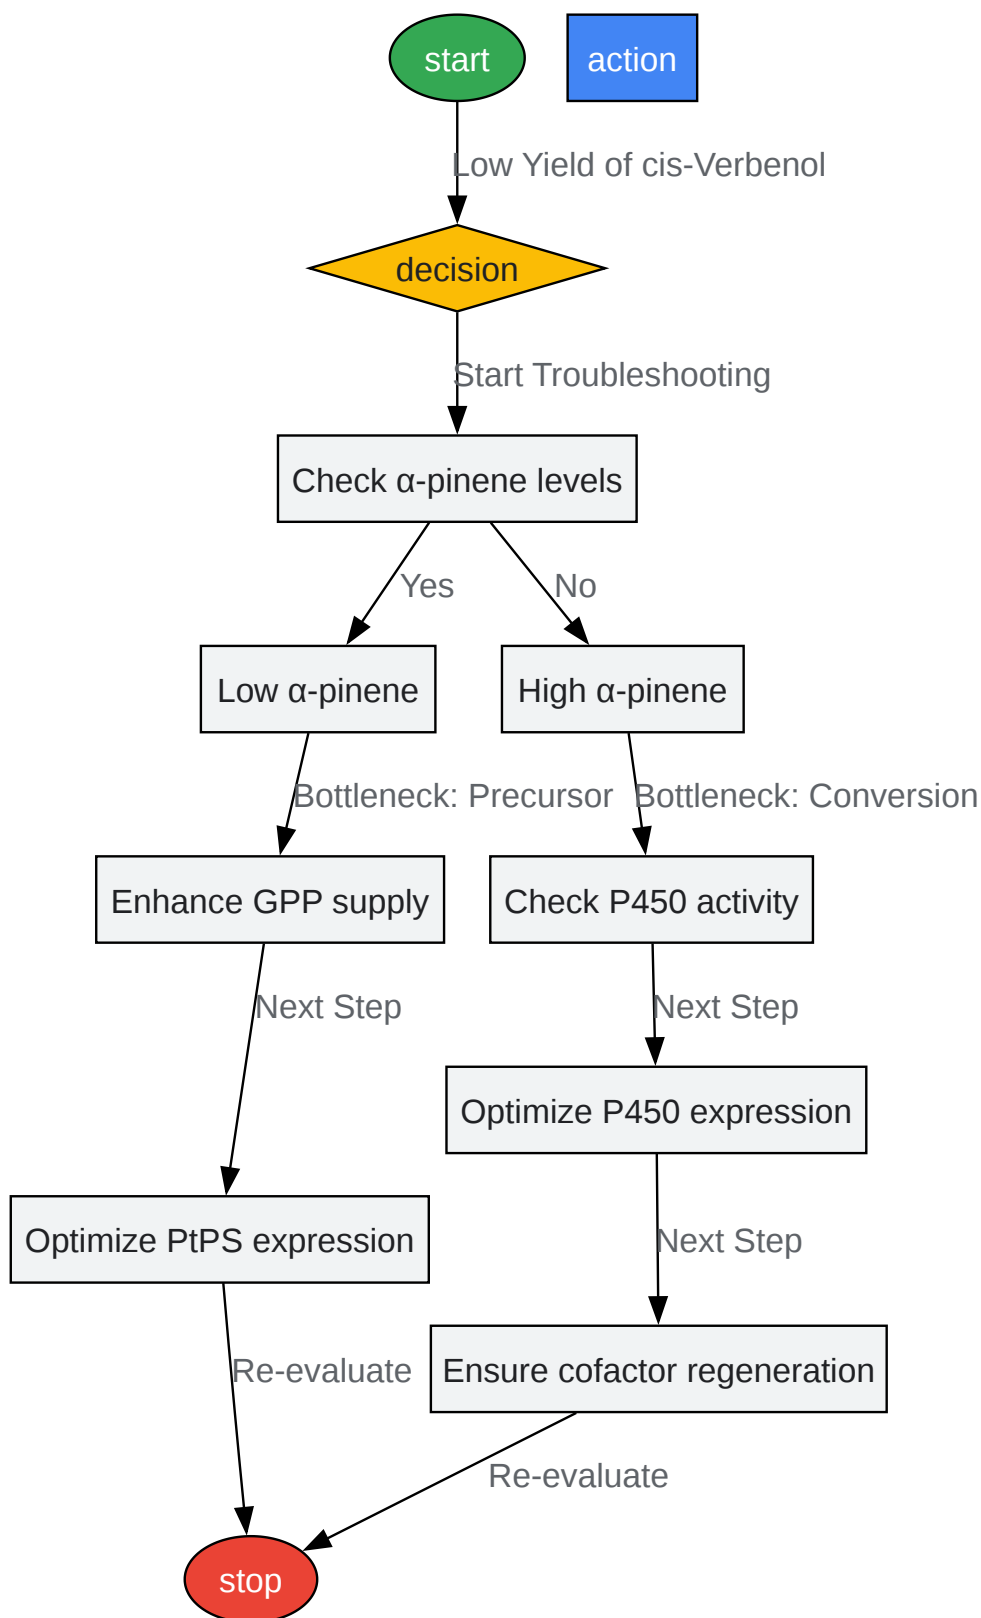 start
action
Low Yield of cis-Verbenol
decision
Start Troubleshooting
Check α-pinene levels
Yes
No
Low α-pinene
High α-pinene
Bottleneck: Precursor
Bottleneck: Conversion
Enhance GPP supply
Check P450 activity
Next Step
Next Step
Optimize P450 expression
Optimize PtPS expression
Next Step
Re-evaluate
Ensure cofactor regeneration
Re-evaluate
stop